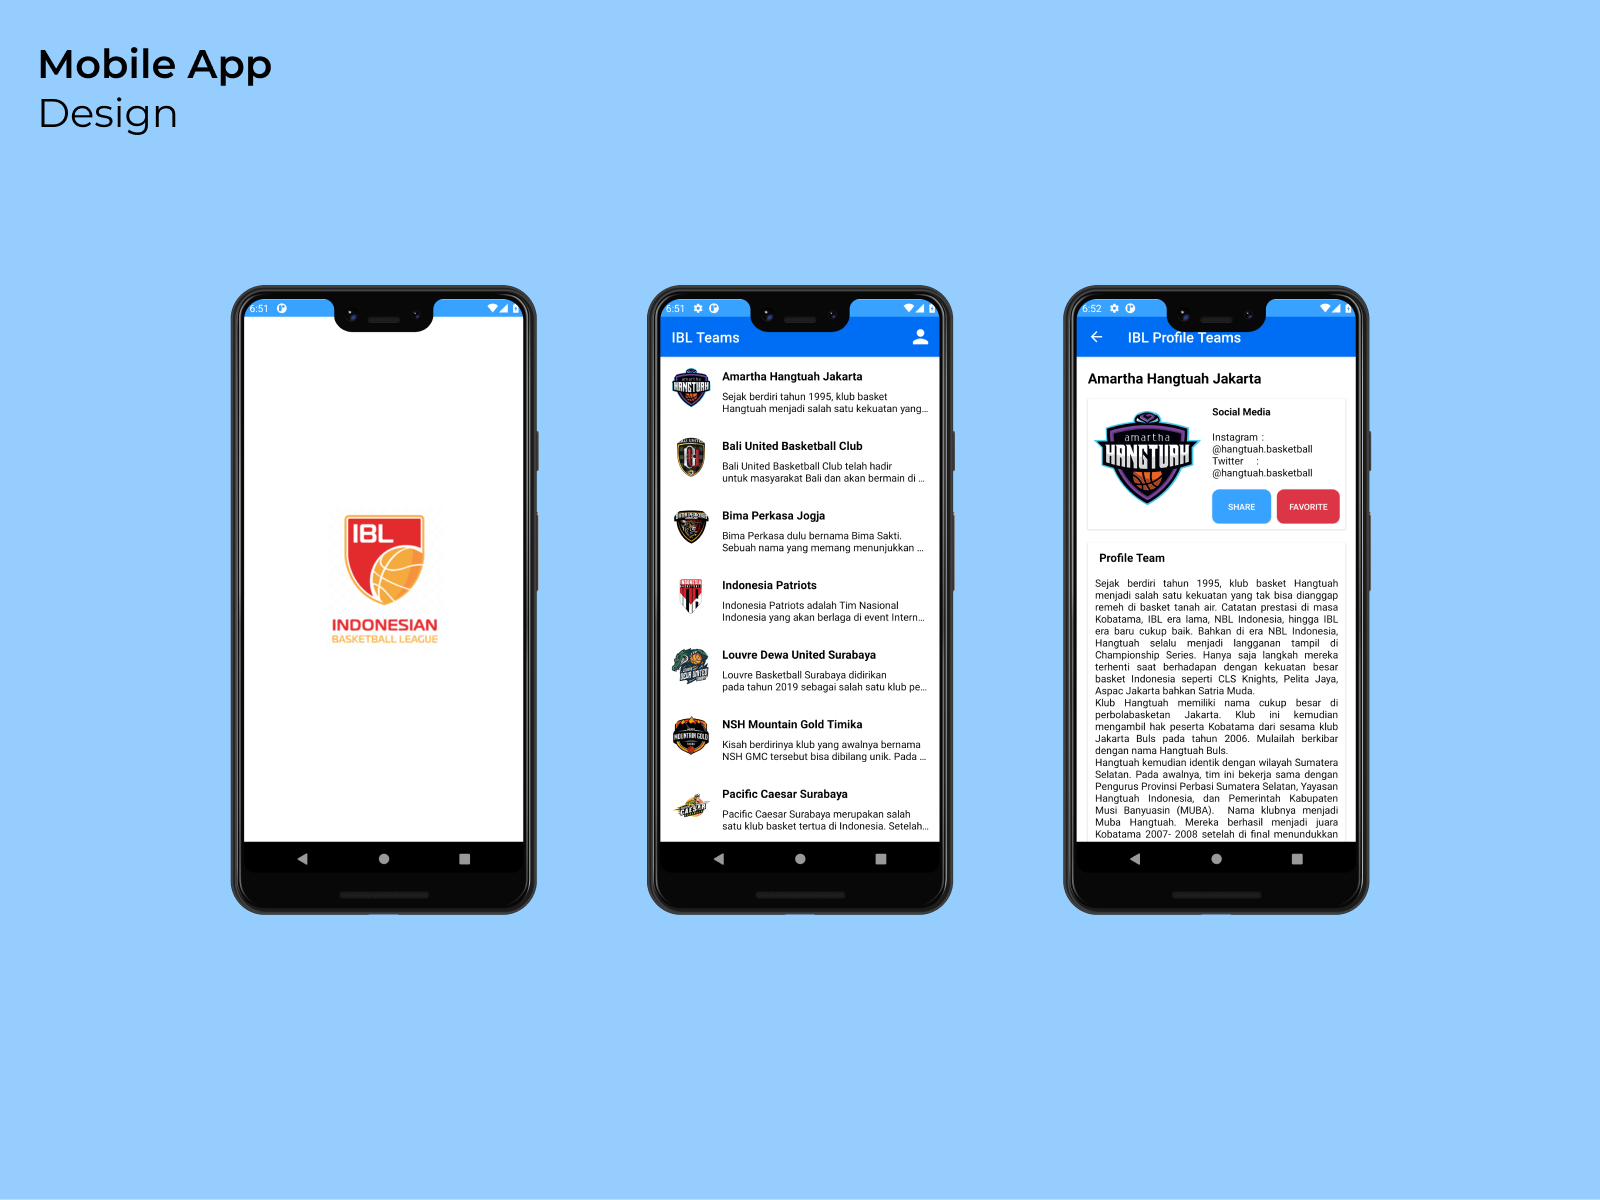 Mobile App
Design
6:51
IBL
INDONESIAN
BASKETBALL LEAGUE
6:51
IBL Teams
Amartha Hangtuah Jakarta
Sejak berdiri tahun 1995, klub basket
Hangtuah menjadi salah satu kekuatan yang...
Bali United Basketball Club
Bali United Basketball Club telah hadir
untuk masyarakat Bali dan akan bermain di ...
Bima Perkasa Jogja
Bima Perkasa dulu bernama Bima Sakti.
Sebuah nama yang memang menunjukkan ...
Indonesia Patriots
Indonesia Patriots adalah Tim Nasional
Indonesia yang akan berlaga di event Intern...
Louvre Dewa United Surabaya
Louvre Basketball Surabaya didirikan
pada tahun 2019 sebagai salah satu klub pe...
NSH Mountain Gold Timika
Kisah berdirinya klub yang awalnya bernama
NSH GMC tersebut bisa dibilang unik. Pada ...
Pacific Caesar Surabaya
Pacific Caesar Surabaya merupakan salah
satu klub basket tertua di Indonesia. Setelah...
6:52
IBL Profile Teams
Amartha Hangtuah Jakarta
amartha
HANGTUAH
Social Media
Instagram :
@hangtuah.basketball
Twitter :
@hangtuah.basketball
SHARE
FAVORITE
Profile Team
Sejak berdiri tahun 1995, klub basket Hangtuah
menjadi salah satu kekuatan yang tak bisa dianggap
remeh di basket tanah air. Catatan prestasi di masa
Kobatama, IBL era lama, NBL Indonesia, hingga IBL
era baru cukup baik. Bahkan di era NBL Indonesia,
Hangtuah selalu menjadi langganan tampil di
Championship Series. Hanya saja langkah mereka
terhenti saat berhadapan dengan kekuatan besar
basket Indonesia seperti CLS Knights, Pelita Jaya,
Aspac Jakarta bahkan Satria Muda.
Klub Hangtuah memiliki nama cukup besar di
perbolabasketan Jakarta. Klub ini kemudian
mengambil hak peserta Kobatama dari sesama klub
Jakarta Buls pada tahun 2006. Mulailah berkibar
dengan nama Hangtuah Buls.
Hangtuah kemudian identik dengan wilayah Sumatera
Selatan. Pada awalnya, tim ini bekerja sama dengan
Pengurus Provinsi Perbasi Sumatera Selatan, Yayasan
Hangtuah Indonesia, dan Pemerintah Kabupaten
Musi Banyuasin (MUBA). Nama klubnya menjadi
Muba Hangtuah. Mereka berhasil menjadi juara
Kobatama 2007- 2008 setelah di final menundukkan